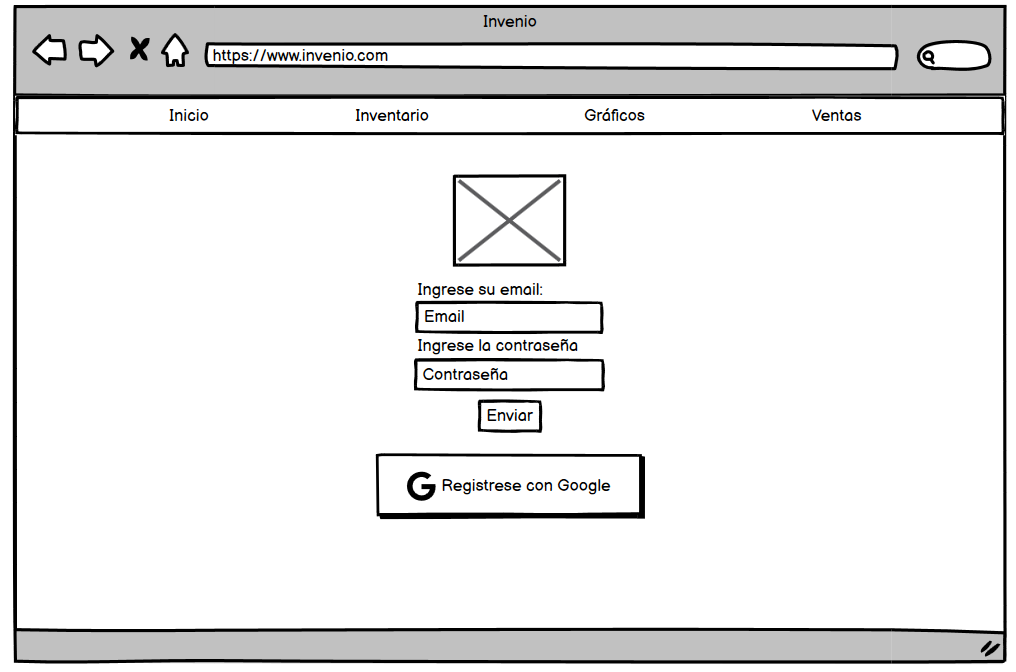 Invenio
https://www.invenio.com
Inicio Inventario Gráficos Ventas
Ingrese su email:
Email
Ingrese la contraseña
Contraseña
Enviar
G Registrese con Google